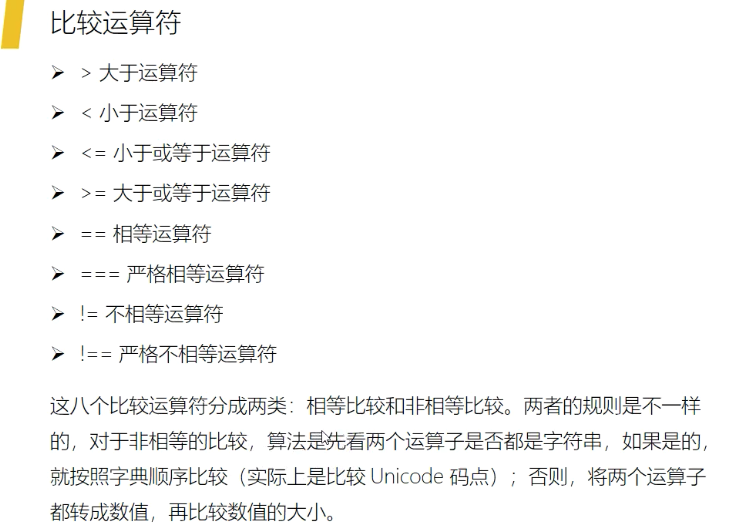 比较运算符
➢ > 大于运算符
➢ < 小于运算符
➢ <= 小于或等于运算符
➢ >= 大于或等于运算符
➢ == 相等运算符
➢ === 严格相等运算符
➢ != 不相等运算符
➢ !== 严格不相等运算符
这八个比较运算符分成两类：相等比较和非相等比较。两者的规则是不一样
的，对于非相等的比较，算法是先看两个运算子是否都是字符串，如果是的，
就按照字典顺序比较（实际上是比较 Unicode 码点）；否则，将两个运算子
都转成数值，再比较数值的大小。